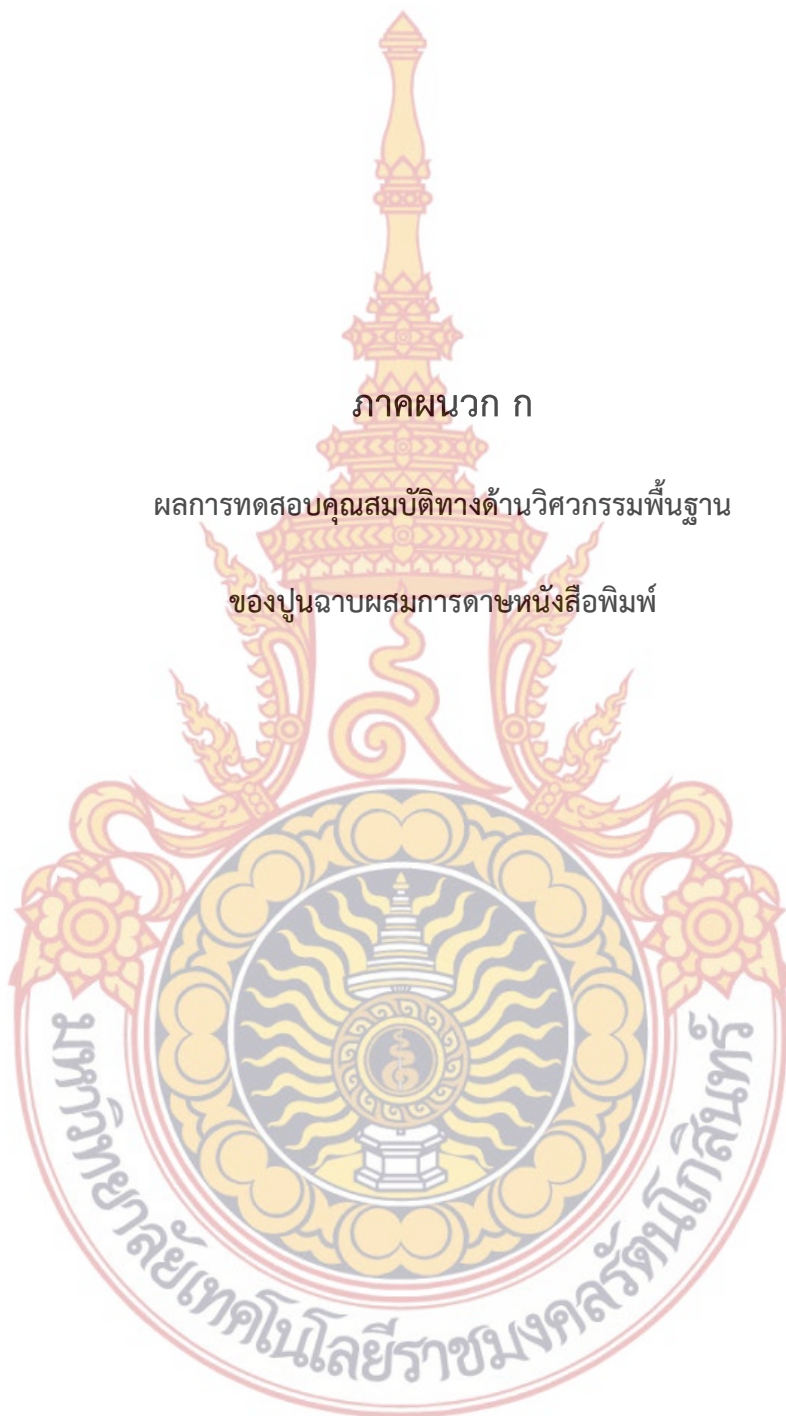 ภาคผนวก ก
ผลการทดสอบคุณสมบัติทางด้านวิศวกรรมพื้นฐาน
ของปูนฉาบผสมการดาษหนังสือพิมพ์
มหาวิทยาลัยเทคโนโลยีราชมงคลรัตนโกสินทร์